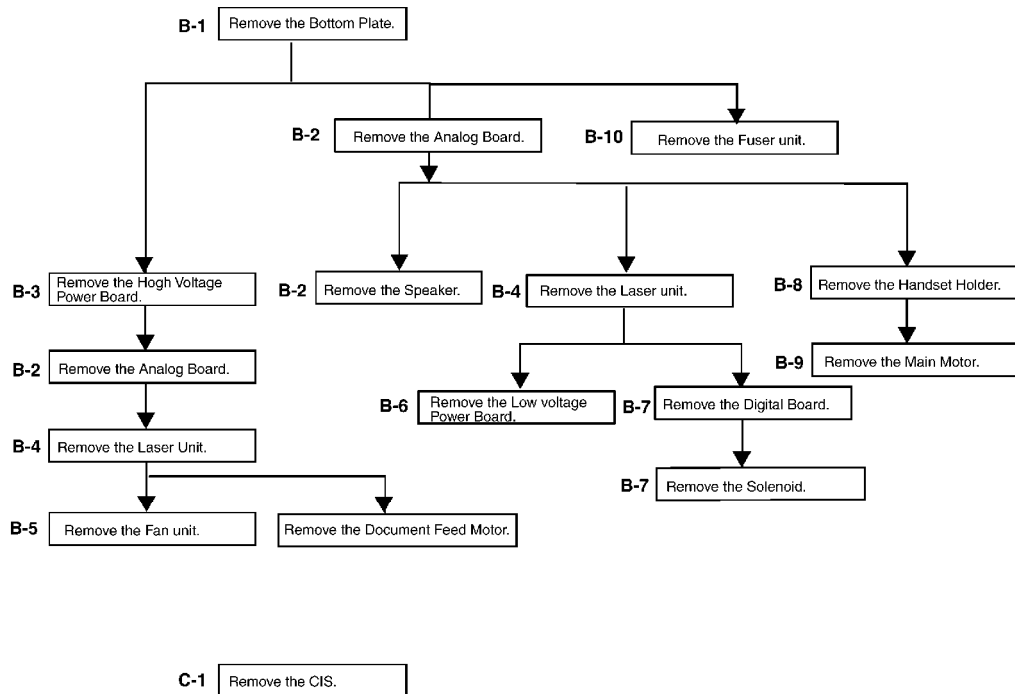 B-1 Remove the Bottom Plate.
B-2 Remove the Analog Board.
B-10 Remove the Fuser unit.
B-3 Remove the Hogh Voltage
Power Board.
B-2 Remove the Speaker.
B-4 Remove the Laser unit.
B-8 Remove the Handset Holder.
B-2 Remove the Analog Board.
B-9 Remove the Main Motor.
B-6 Remove the Low voltage
Power Board.
B-7 Remove the Digital Board.
B-4 Remove the Laser Unit.
B-7 Remove the Solenoid.
B-5 Remove the Fan unit.
Remove the Document Feed Motor.
C-1 Remove the CIS.